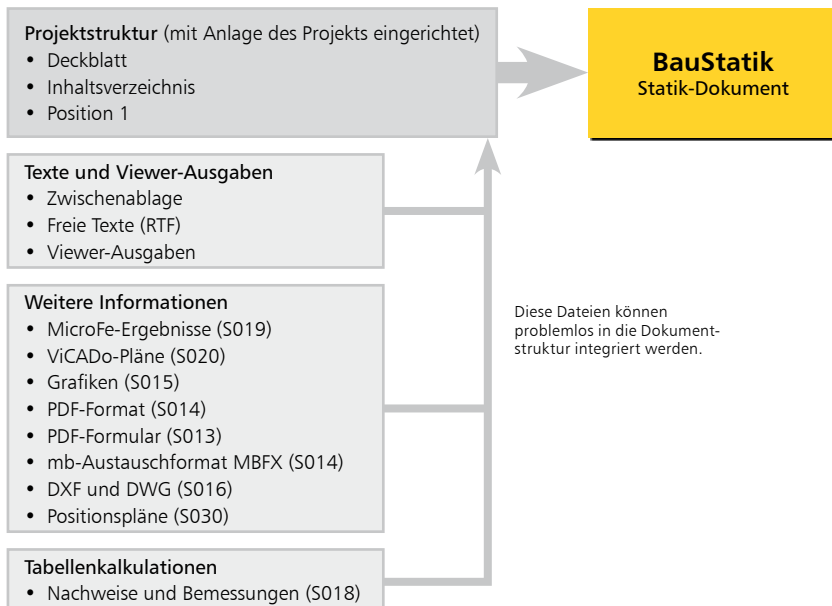 Projektstruktur (mit Anlage des Projekts eingerichtet)
• Deckblatt
• Inhaltsverzeichnis
• Position 1
BauStatik
Statik-Dokument
Texte und Viewer-Ausgaben
• Zwischenablage
• Freie Texte (RTF)
• Viewer-Ausgaben
Weitere Informationen
• MicroFe-Ergebnisse (S019)
• ViCADo-Pläne (S020)
• Grafiken (S015)
• PDF-Format (S014)
• PDF-Formular (S013)
• mb-Austauschformat MBFX (S014)
• DXF und DWG (S016)
• Positionspläne (S030)
Diese Dateien können
problemlos in die Dokument-
struktur integriert werden.
Tabellenkalkulationen
• Nachweise und Bemessungen (S018)